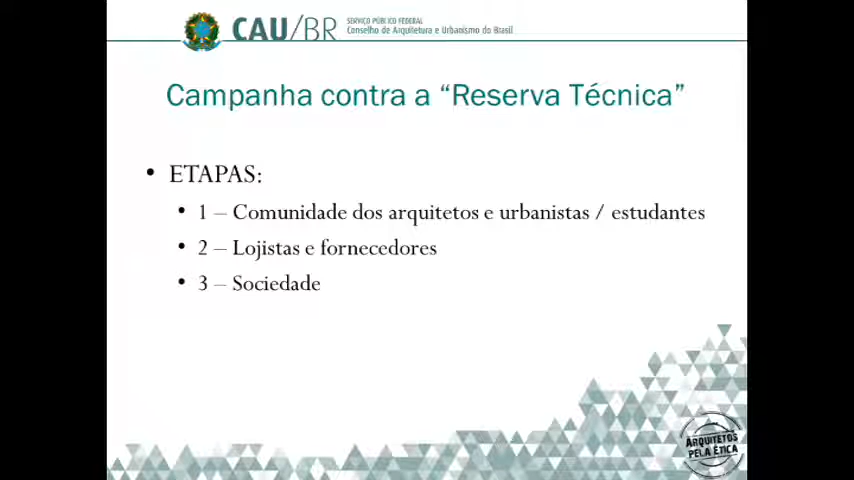 CAU/BR
SERVIÇO PÚBLICO FEDERAL
Conselho de Arquitetura e Urbanismo do Brasil
Campanha contra a “Reserva Técnica”
• ETAPAS:
• 1 – Comunidade dos arquitetos e urbanistas / estudantes
• 2 – Lojistas e fornecedores
• 3 – Sociedade
ARQUITETOS
PELA ÉTICA